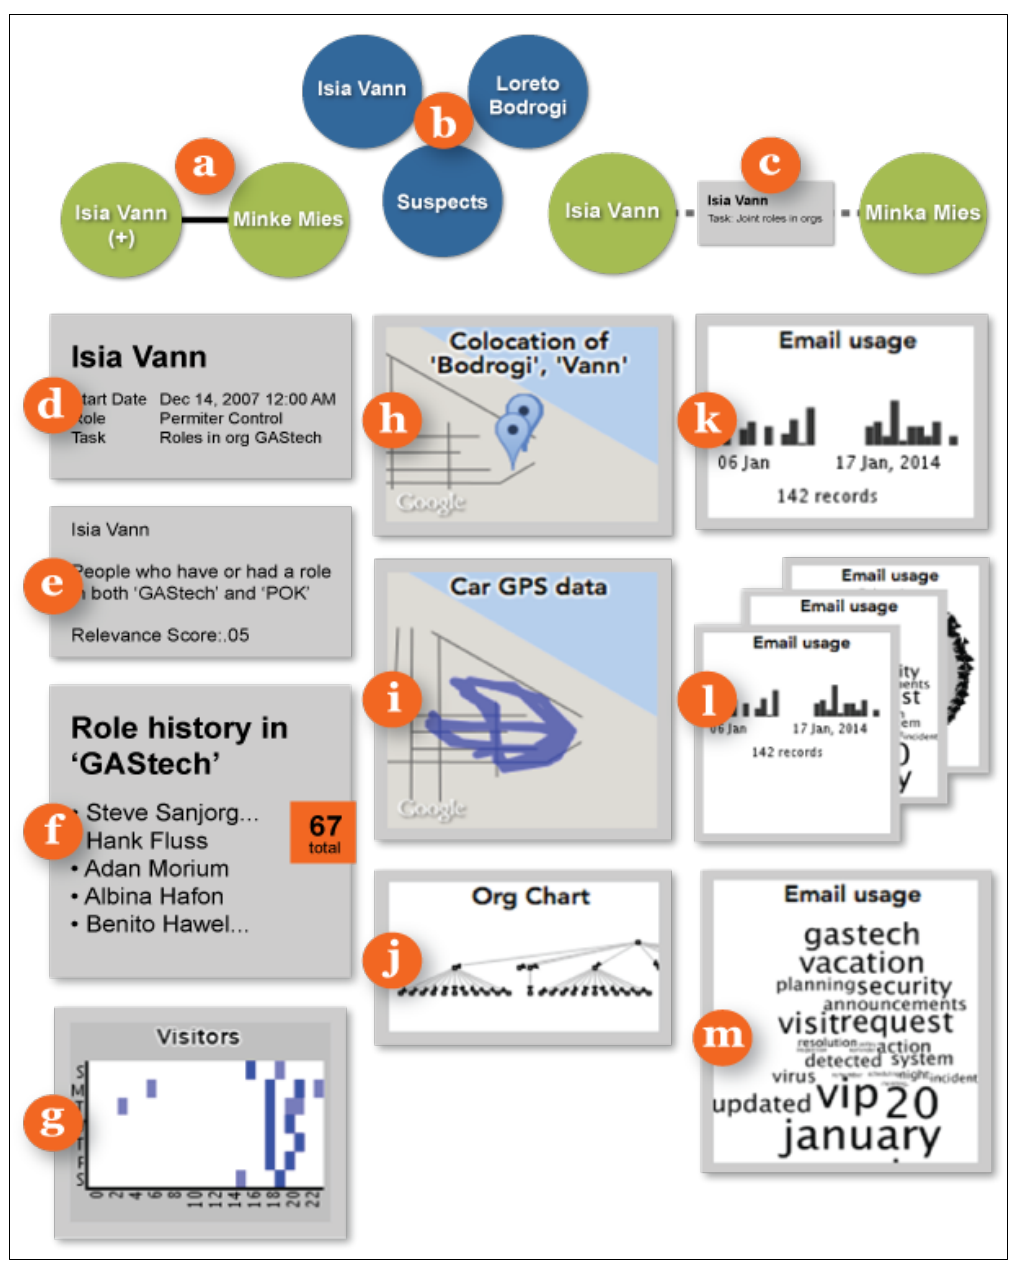 Isia Vann
Loreto
Bodrogi
b
Suspects
a
Isia Vann
(+)
Minke Mies
c
Isia Vann
Isia Vann
Task: Joint roles in orgs
Minka Mies
Isia Vann
d
tart Date Dec 14, 2007 12:00 AM
Role Permiter Control
Task Roles in org GAStech
Isia Vann
e
People who have or had a role
in both ‘GAStech’ and ‘POK’
Relevance Score:.05
Role history in
‘GAStech’
f
• Steve Sanjorg...
Hank Fluss
• Adan Morium
• Albina Hafon
• Benito Hawel...
67
total
Visitors
g
S
M
T
T
F
S
0 2 4 6 8 10 12 14 16 18 20 22
Colocation of
'Bodrogi', 'Vann'
h
Google
Car GPS data
i
Google
Org Chart
j
Email usage
k
06 Jan 17 Jan, 2014
142 records
Email usage
Email usage
Email usage
l
06 Jan 17 Jan, 2014
142 records
ity
ents
st
em
incident
0
y
Email usage
m
gastech
vacation
planning security
announcements
visit request
resolution action
detected system
virus night incident
updated vip 20
january